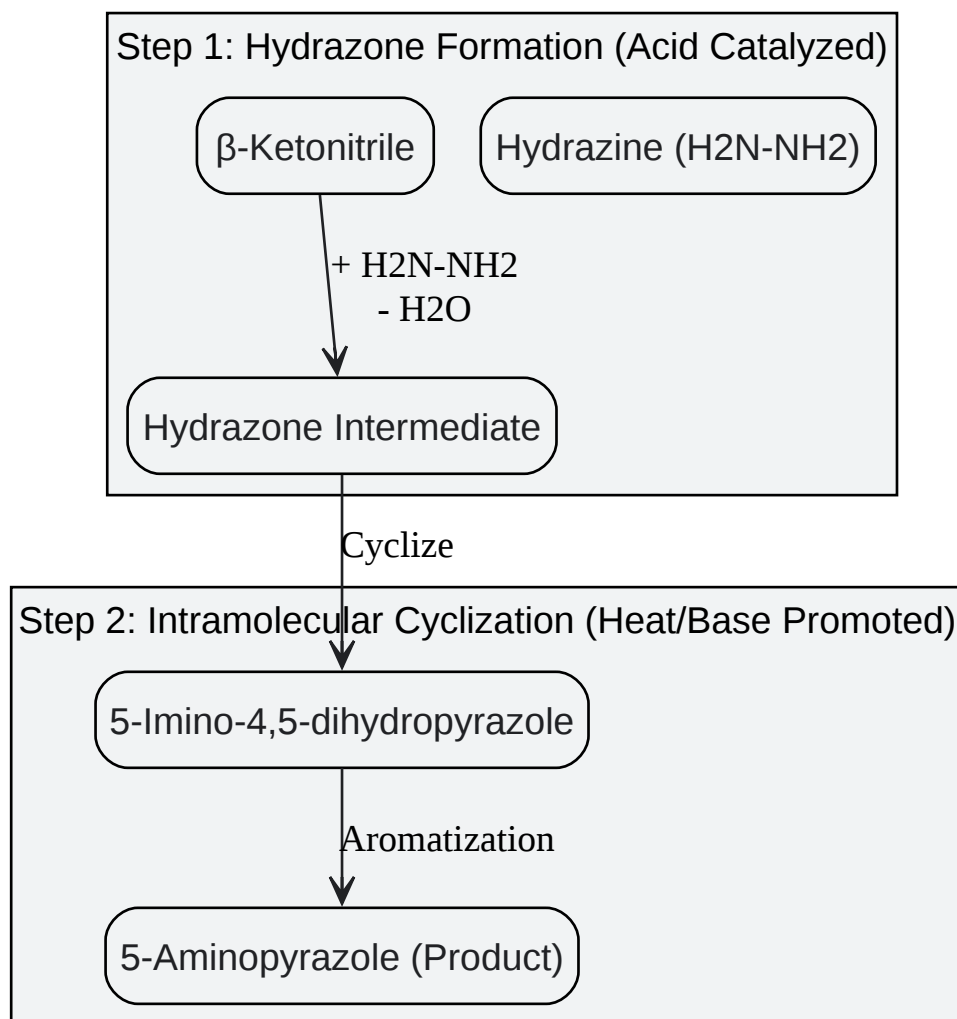 Step 1: Hydrazone Formation (Acid Catalyzed)
β-Ketonitrile
Hydrazine (H2N-NH2)
+ H2N-NH2
- H2O
Hydrazone Intermediate
Cyclize
Step 2: Intramolecular Cyclization (Heat/Base Promoted)
5-Imino-4,5-dihydropyrazole
Aromatization
5-Aminopyrazole (Product)